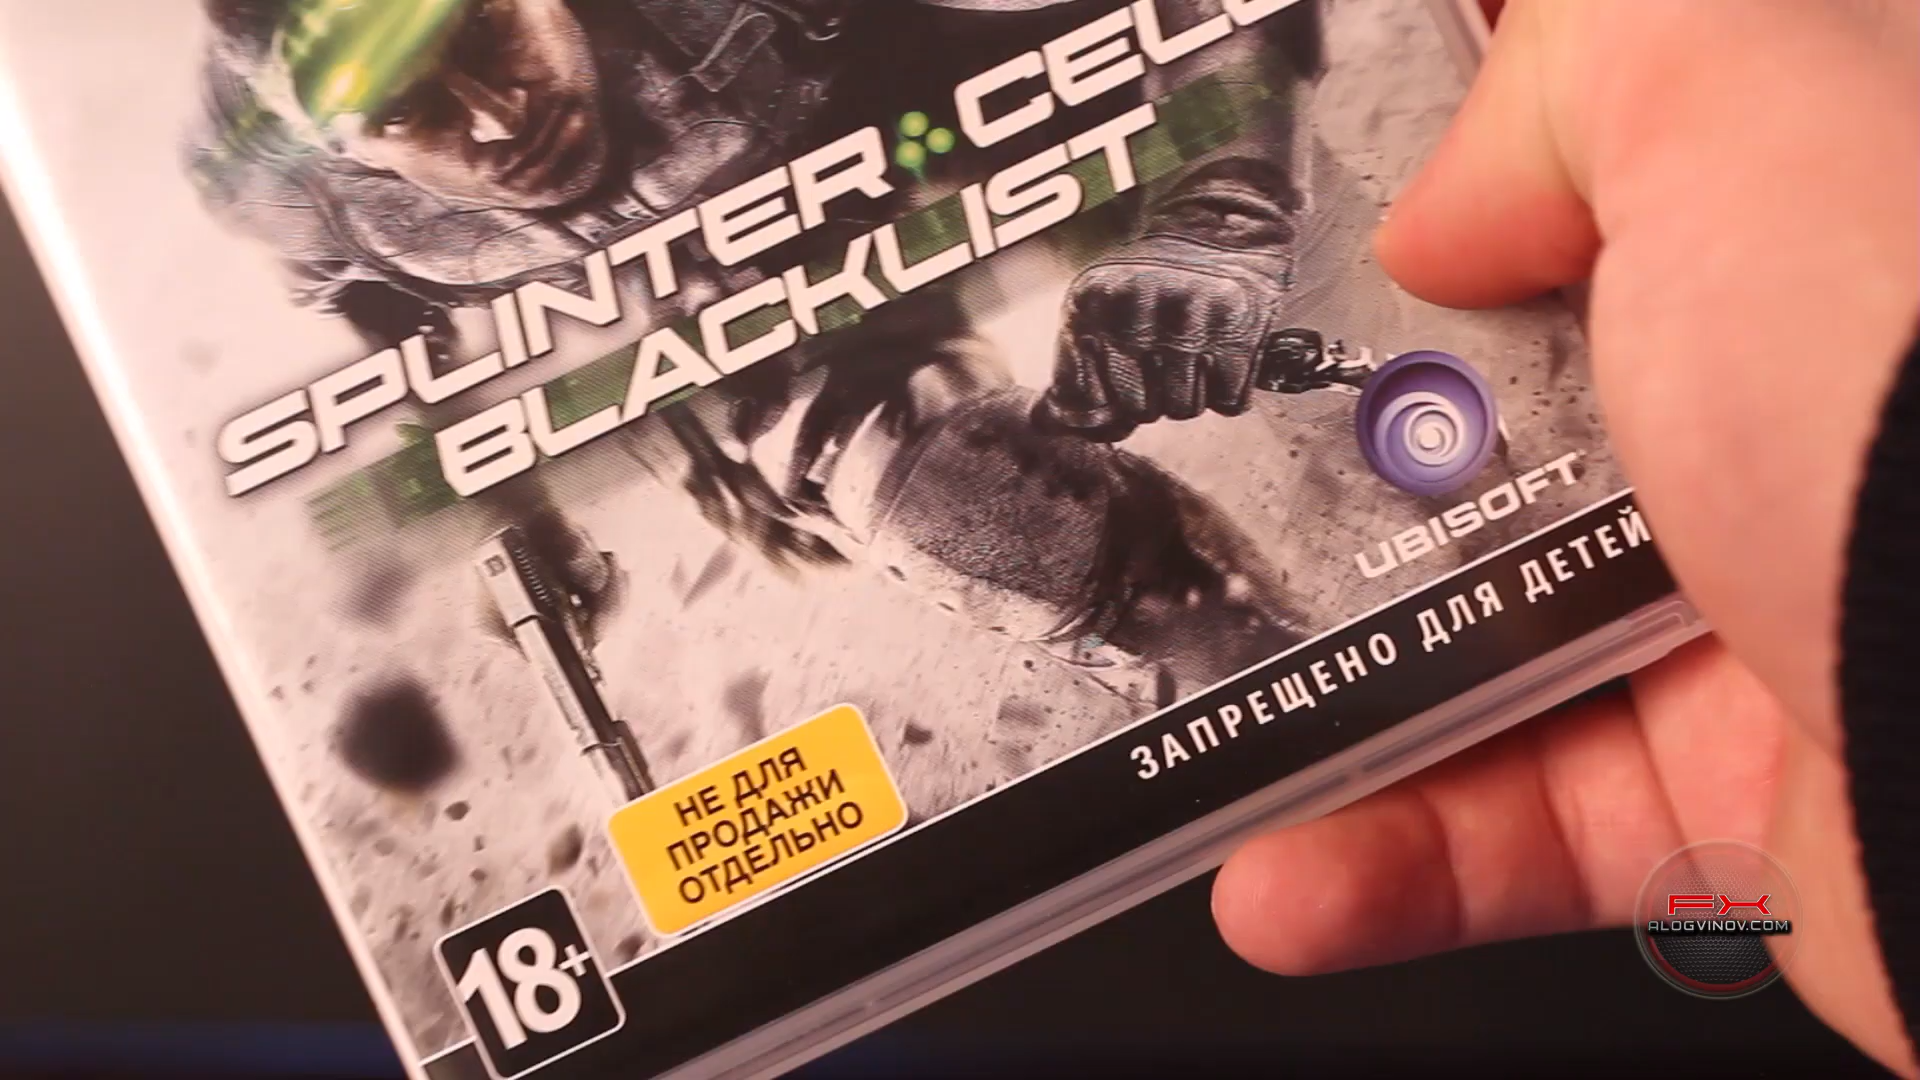 SPLINTER CELL
BLACKLIST
UBISOFT
ЗАПРЕЩЕНО ДЛЯ ДЕТЕЙ
НЕ ДЛЯ
ПРОДАЖИ
ОТДЕЛЬНО
18+
FX
ALOGVINOV.COM